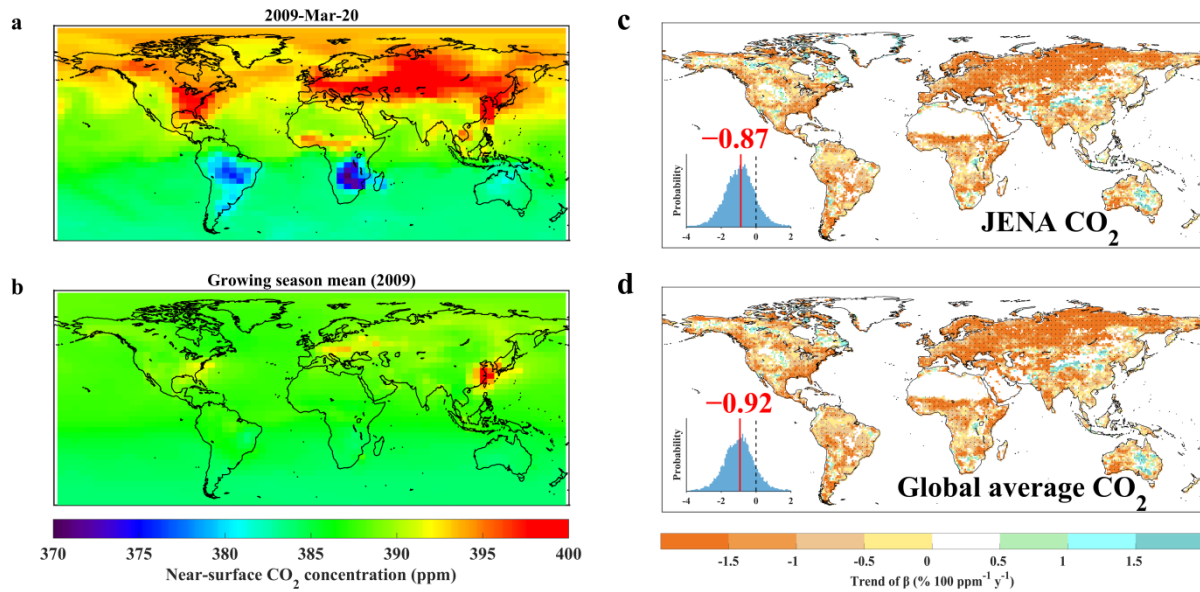 a
2009-Mar-20
b
Growing season mean (2009)
370 375 380 385 390 395 400
Near-surface CO₂ concentration (ppm)
c
−0.87
Probability
-4 -2 0 2
JENA CO₂
d
−0.92
Probability
-4 -2 0 2
Global average CO₂
-1.5 -1 -0.5 0 0.5 1 1.5
Trend of β (% 100 ppm⁻¹ y⁻¹)